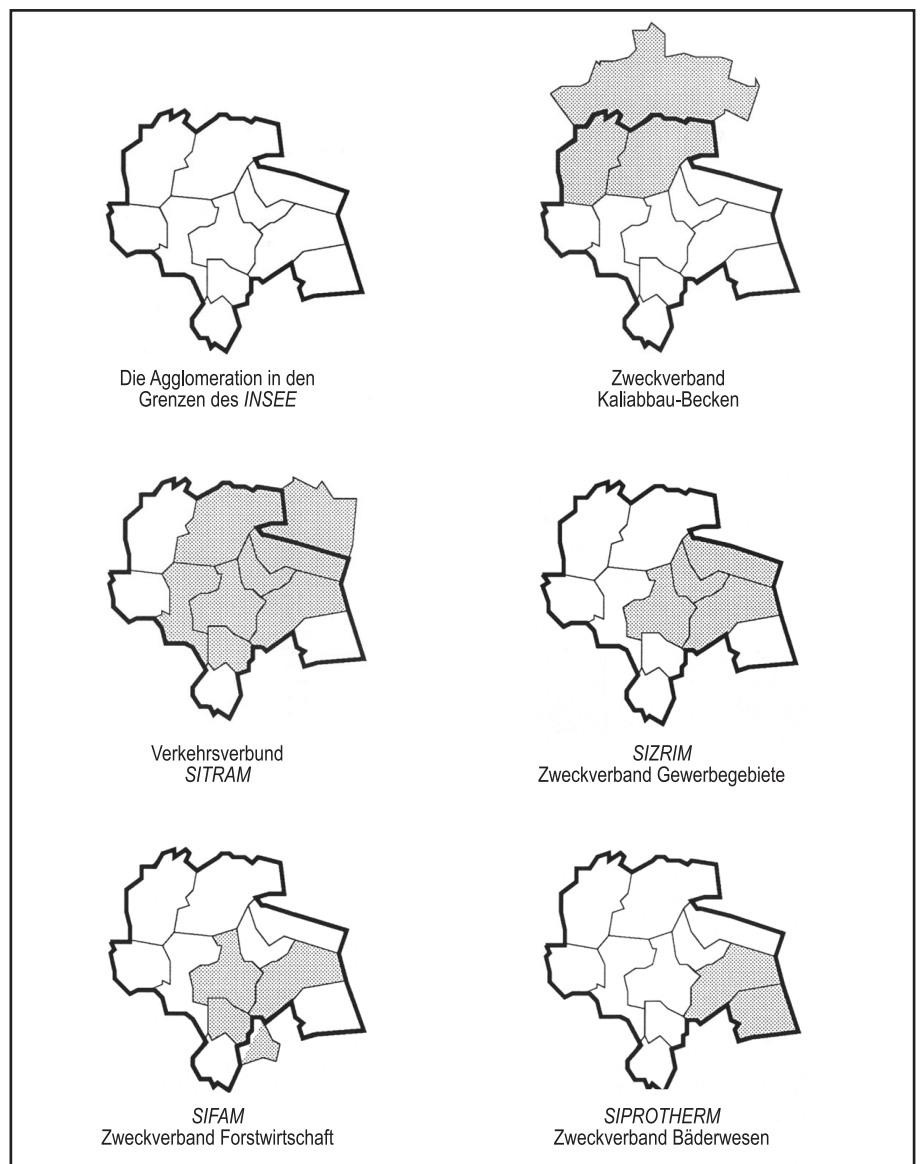 Die Agglomeration in den
Grenzen des INSEE
Zweckverband
Kaliabbau-Becken
Verkehrsverbund
SITRAM
SIZRIM
Zweckverband Gewerbegebiete
SIFAM
Zweckverband Forstwirtschaft
SIPROTHERM
Zweckverband Bäderwesen